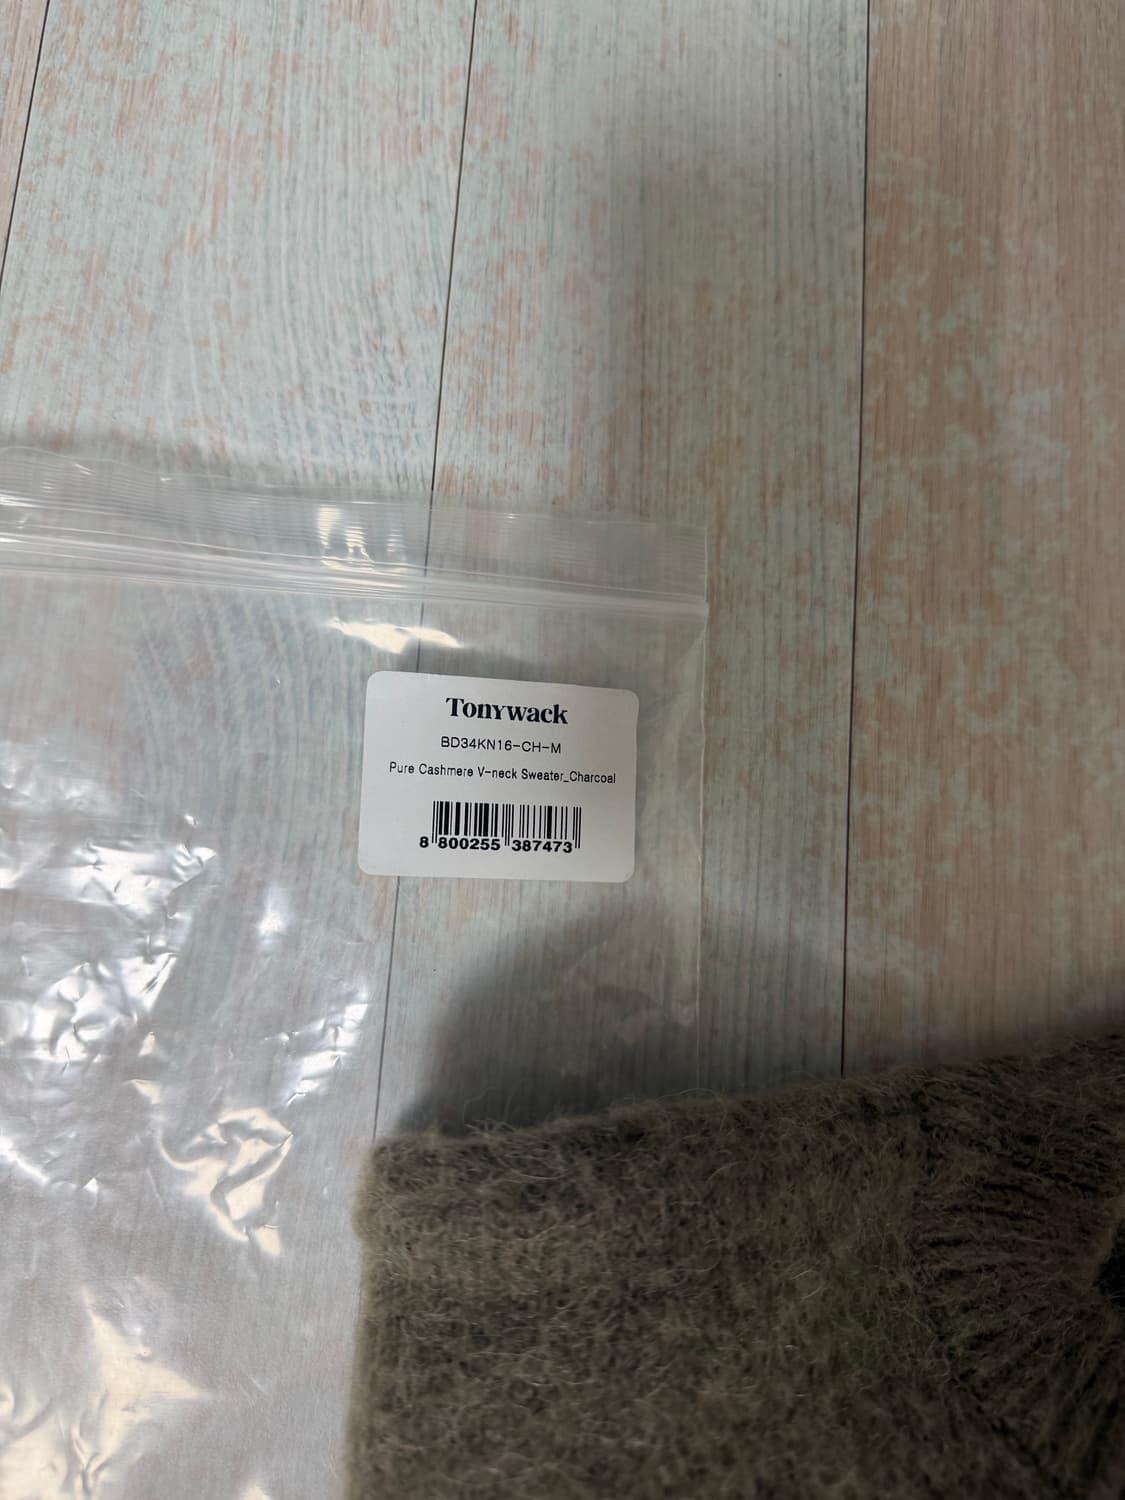 Tonywack
BD34KN16-CH-M
Pure Cashmere V-neck Sweater_Charcoal
8 800255 387473